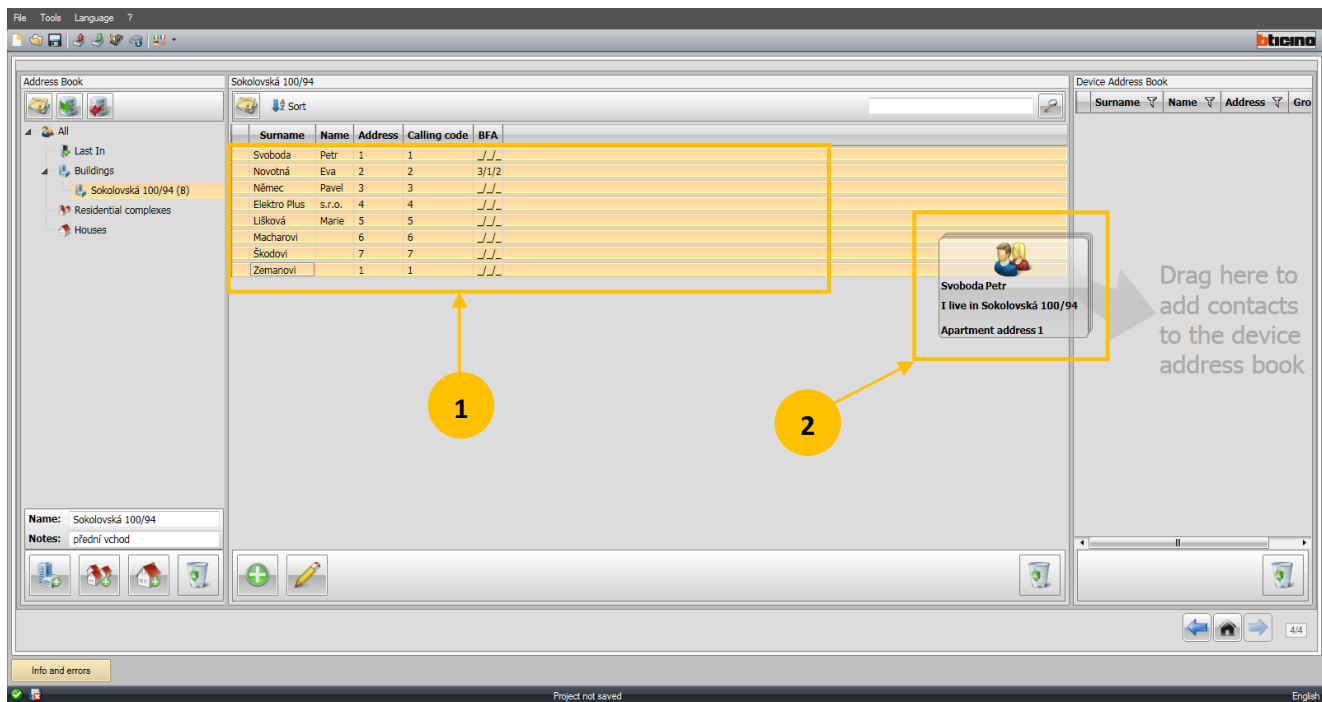 File Tools Language ?
bticino
Address Book
All
Last In
Buildings
Sokolovská 100/94 (8)
Residential complexes
Houses
Name: Sokolovská 100/94
Notes: přední vchod
Sokolovská 100/94
Sort
Surname Name Address Calling code BFA
Svoboda Petr 1 1 _/_/_
Novotná Eva 2 2 3/1/2
Němec Pavel 3 3 _/_/_
Elektro Plus s.r.o. 4 4 _/_/_
Lišková Marie 5 5 _/_/_
Macharovi 6 6 _/_/_
Škodovi 7 7 _/_/_
Zemanovi 1 1 _/_/_
1
2
Svoboda Petr
I live in Sokolovská 100/94
Apartment address 1
Device Address Book
Surname Name Address Gro
Drag here to
add contacts
to the device
address book
4/4
Info and errors
Project not saved
English